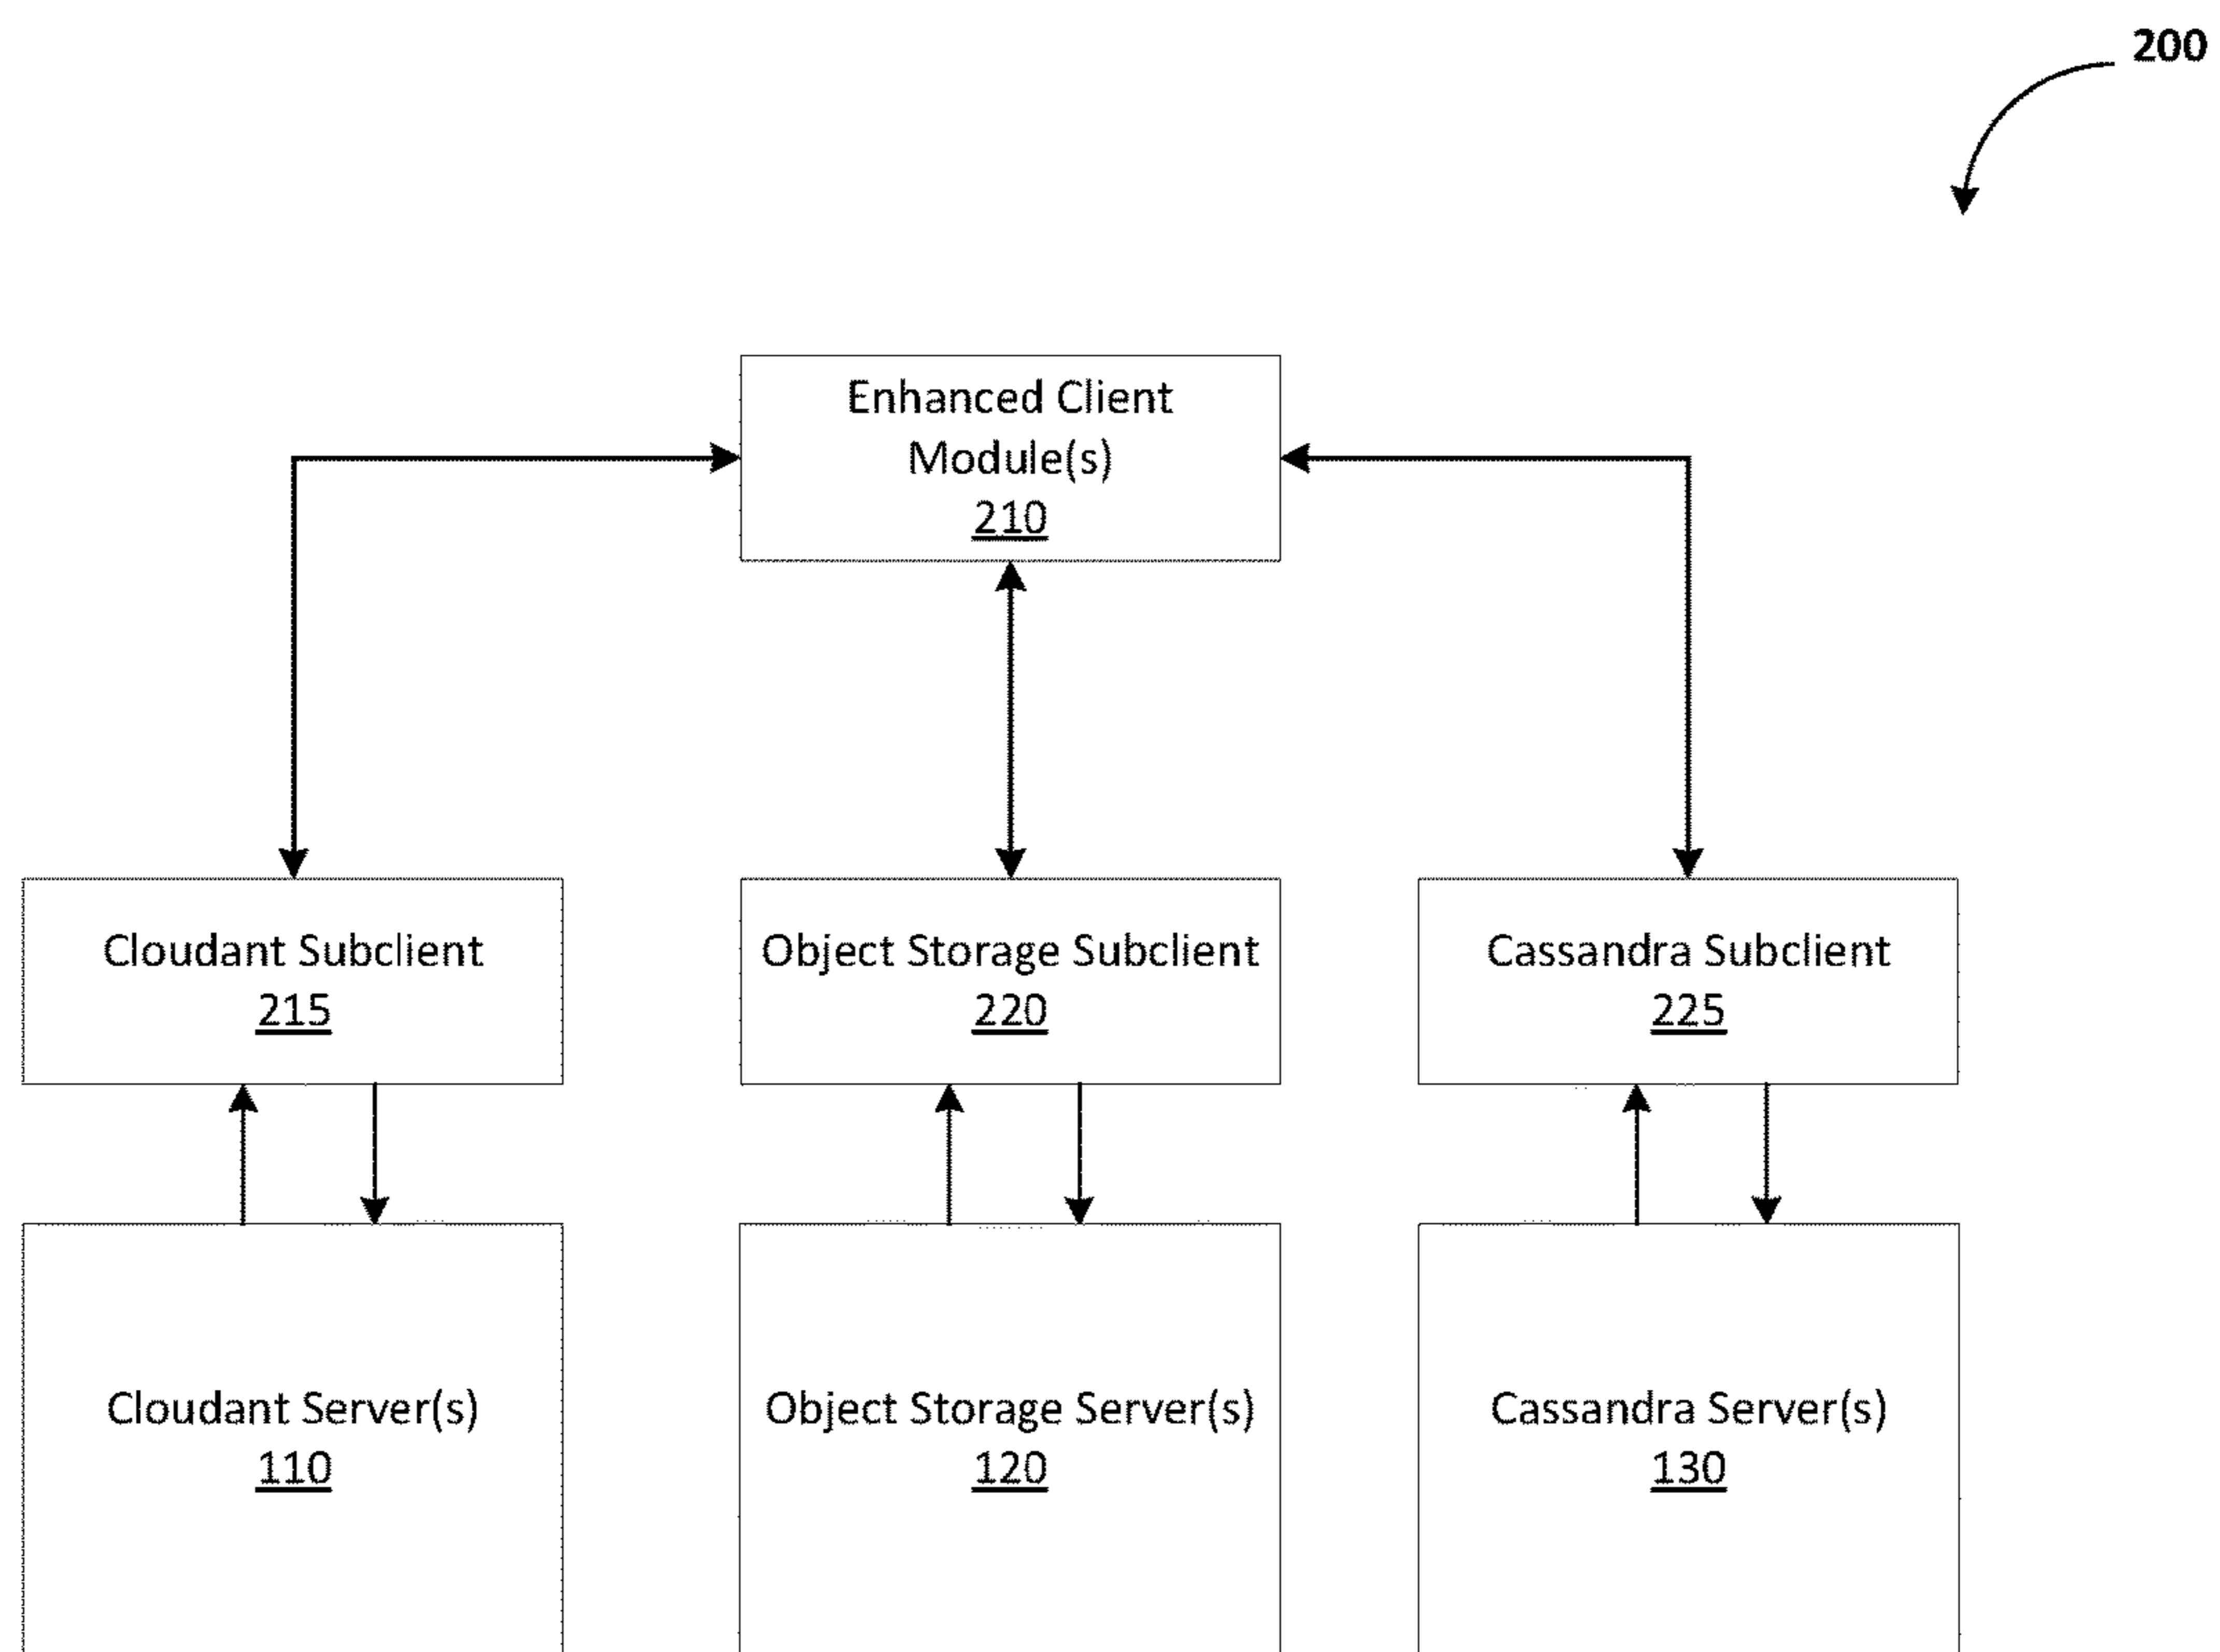 200
Enhanced Client
Module(s)
210
Cloudant Subclient
215
Object Storage Subclient
220
Cassandra Subclient
225
Cloudant Server(s)
110
Object Storage Server(s)
120
Cassandra Server(s)
130